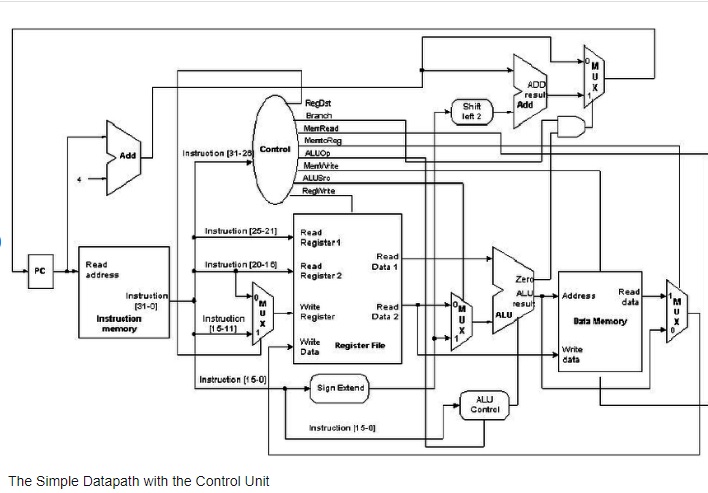 RegDst
Branch
MemRead
MemtoReg
ALUOp
MemWrite
ALUSrc
RegWrite
Control
Instruction [31-26]
Add
4
PC
Read
address
Instruction
[31-0]
Instruction
memory
Instruction [25-21]
Instruction [20-16]
Instruction
[15-11]
0
M
U
X
1
Read
Register 1
Read
Register 2
Write
Register
Write
Data
Read
Data 1
Read
Data 2
Register File
Instruction [15-0]
Sign Extend
Instruction [15-0]
Shift
left 2
ADD
result
Add
0
M
U
X
1
0
M
U
X
1
Zero
ALU
result
ALU
ALU
Control
Address
Read
data
Data Memory
Write
data
1
M
U
X
0
The Simple Datapath with the Control Unit